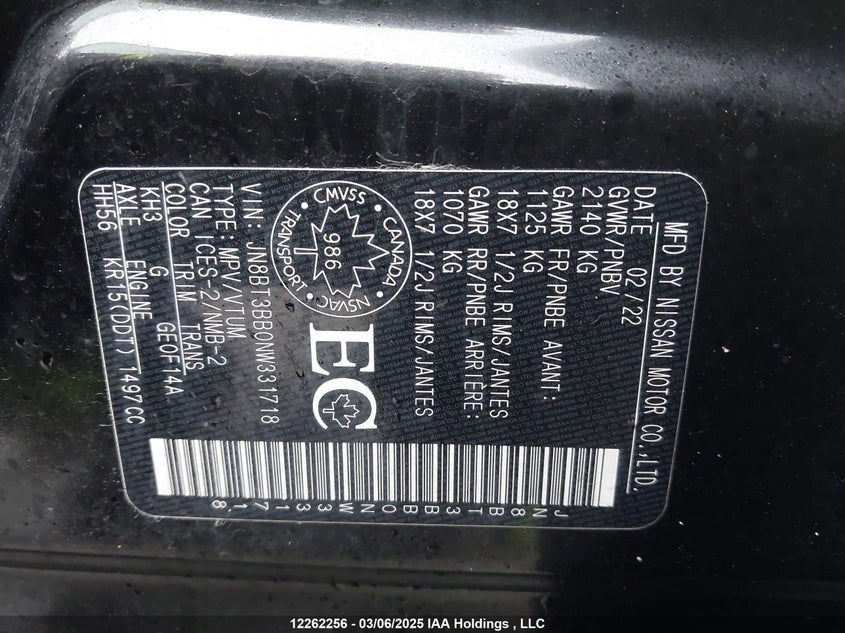 MFD BY NISSAN MOTOR CO.,LTD.
DATE 02/22
GVWR/PNBV
2140 KG
GAWR FR/PNBE AVANT:
1125 KG
18X7 1/2J RIMS/JANTES
GAWR RR/PNBE ARRIERE:
1070 KG
18X7 1/2J RIMS/JANTES
CMVSS CANADA NSVAC TRANSPORT
986
EC
VIN: JN8BT3BB0NW331718
TYPE:MPV/VTUM
CAN ICES-2/NMB-2
COLOR TRIM TRANS
KH3 G GE0F14A
AXLE ENGINE
HH56 KR15(DDT) 1497CC
JN8BT3BB0NW331718
12262256 - 03/06/2025 IAA Holdings , LLC